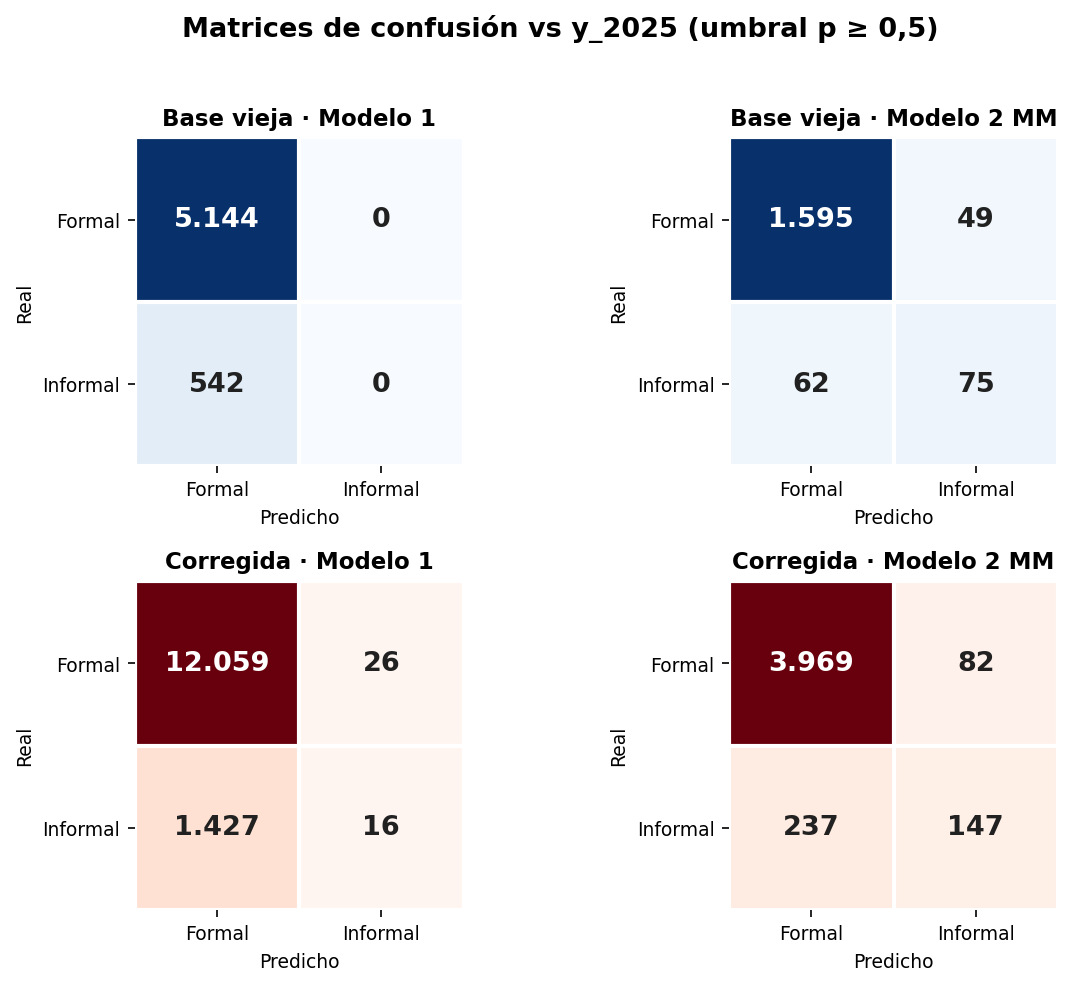 Matrices de confusión vs y_2025 (umbral p ≥ 0,5)
Base vieja · Modelo 1
Real
Formal
5.144
0
Informal
542
0
Formal
Informal
Predicho
Base vieja · Modelo 2 MM
Real
Formal
1.595
49
Informal
62
75
Formal
Informal
Predicho
Corregida · Modelo 1
Real
Formal
12.059
26
Informal
1.427
16
Formal
Informal
Predicho
Corregida · Modelo 2 MM
Real
Formal
3.969
82
Informal
237
147
Formal
Informal
Predicho